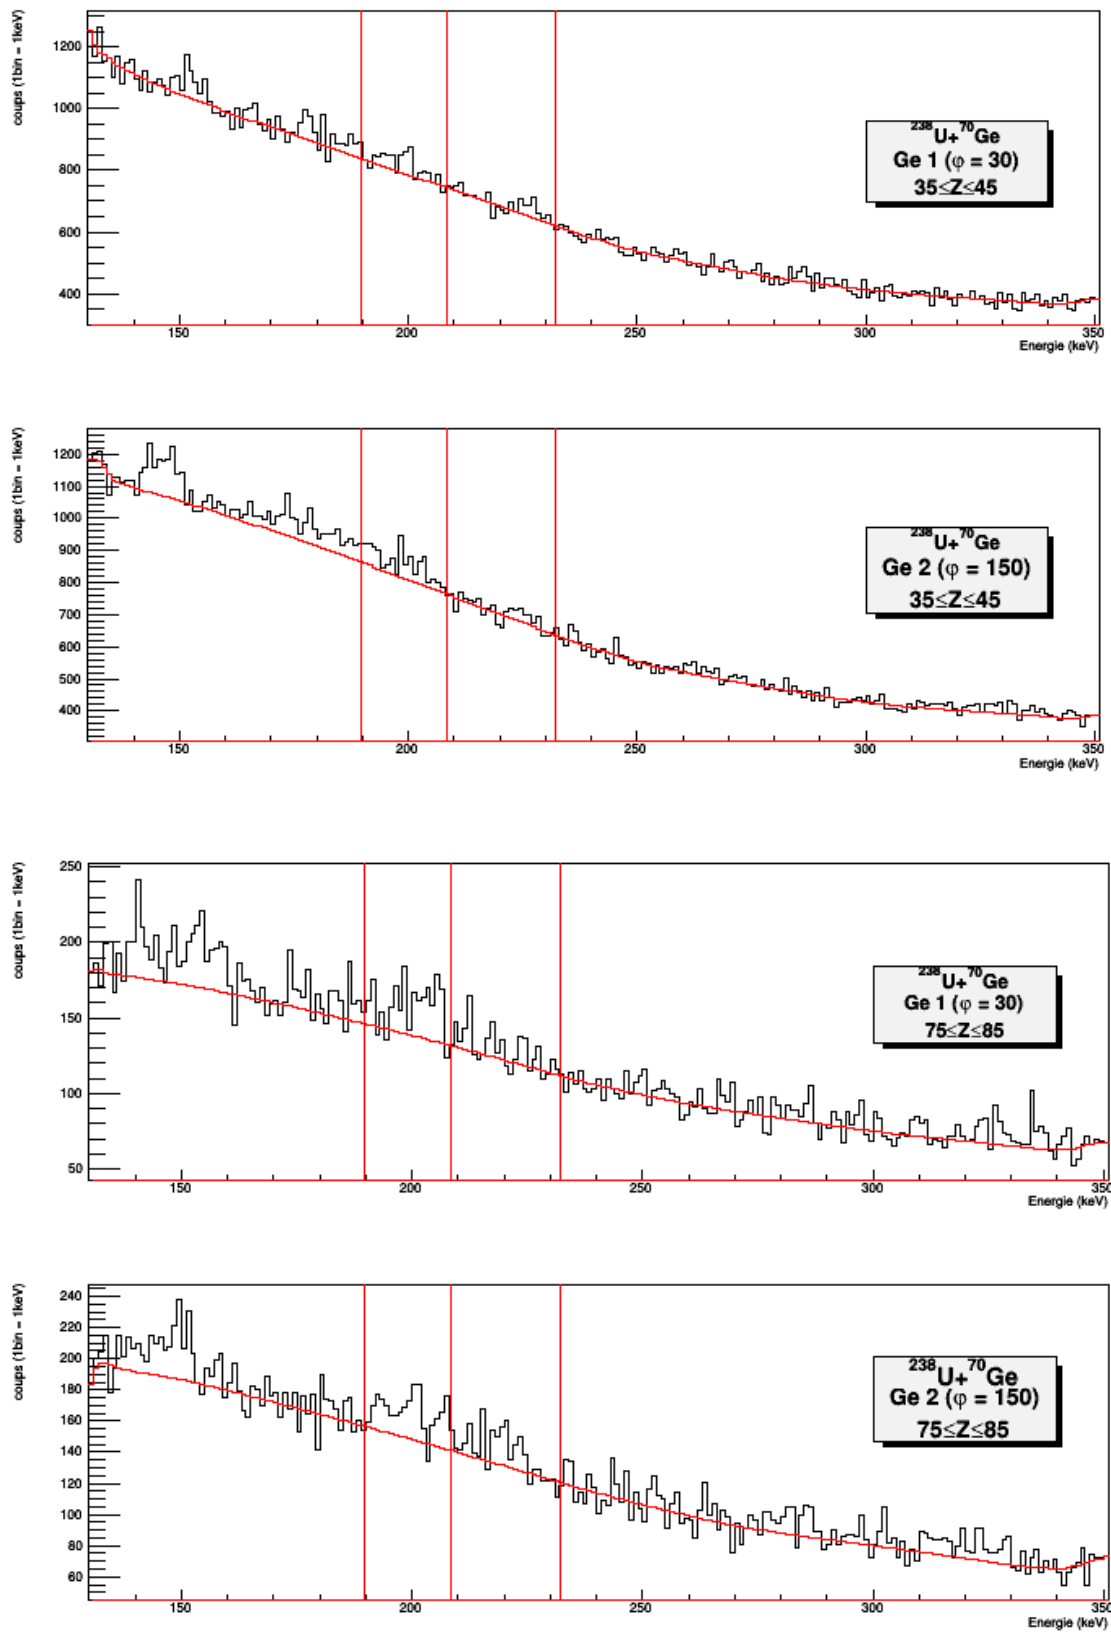 coups (1bin = 1keV)
1200
1000
800
600
400
²³⁸U+⁷⁰Ge
Ge 1 (φ = 30)
35≤Z≤45
150 200 250 300 350
Energie (keV)
coups (1bin = 1keV)
1200
1100
1000
900
800
700
600
500
400
²³⁸U+⁷⁰Ge
Ge 2 (φ = 150)
35≤Z≤45
150 200 250 300 350
Energie (keV)
coups (1bin = 1keV)
250
200
150
100
50
²³⁸U+⁷⁰Ge
Ge 1 (φ = 30)
75≤Z≤85
150 200 250 300 350
Energie (keV)
coups (1bin = 1keV)
240
220
200
180
160
140
120
100
80
60
²³⁸U+⁷⁰Ge
Ge 2 (φ = 150)
75≤Z≤85
150 200 250 300 350
Energie (keV)